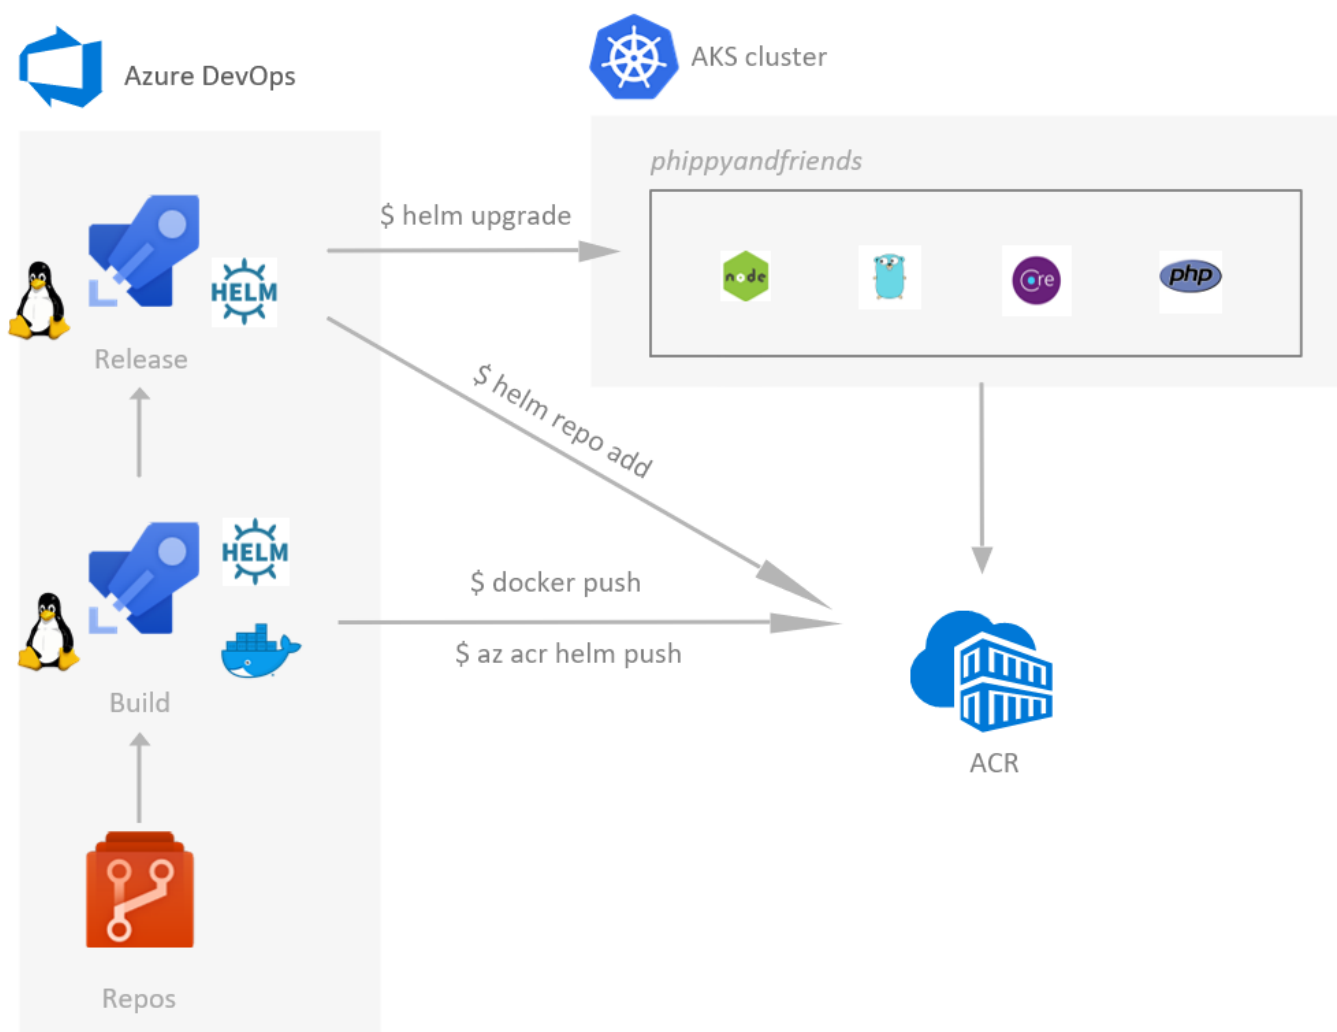 Azure DevOps
AKS cluster
phippyandfriends
$ helm upgrade
node
Core
php
HELM
Release
$ helm repo add
HELM
$ docker push
$ az acr helm push
Build
ACR
Repos